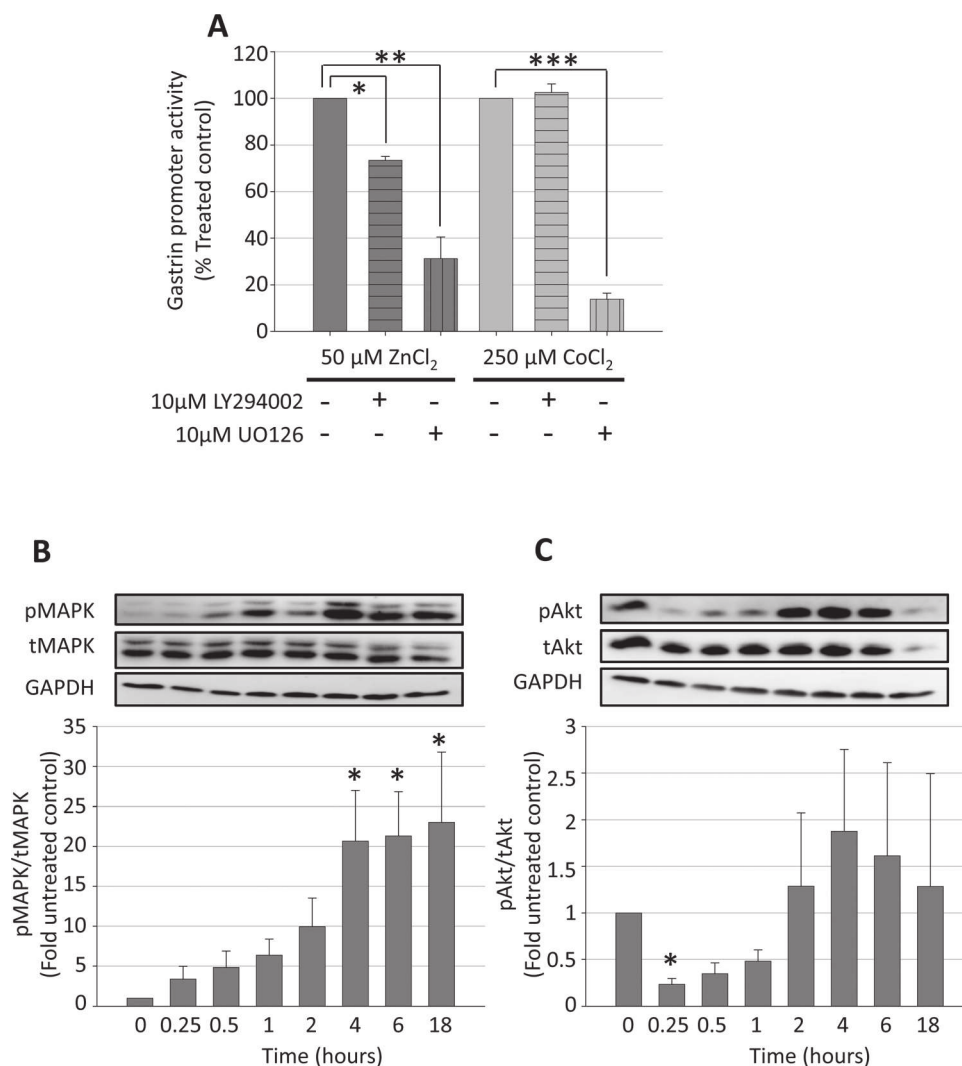 A
Gastrin promoter activity
(% Treated control)
120
100
80
60
40
20
0
**
*
***
50 μM ZnCl₂
250 μM CoCl₂
10μM LY294002 - + - - + -
10μM UO126 - - + - - +
B
pMAPK
tMAPK
GAPDH
pMAPK/tMAPK
(Fold untreated control)
35
30
25
20
15
10
5
0
* * *
0 0.25 0.5 1 2 4 6 18
Time (hours)
C
pAkt
tAkt
GAPDH
pAkt/tAkt
(Fold untreated control)
3
2.5
2
1.5
1
0.5
0
*
0 0.25 0.5 1 2 4 6 18
Time (hours)